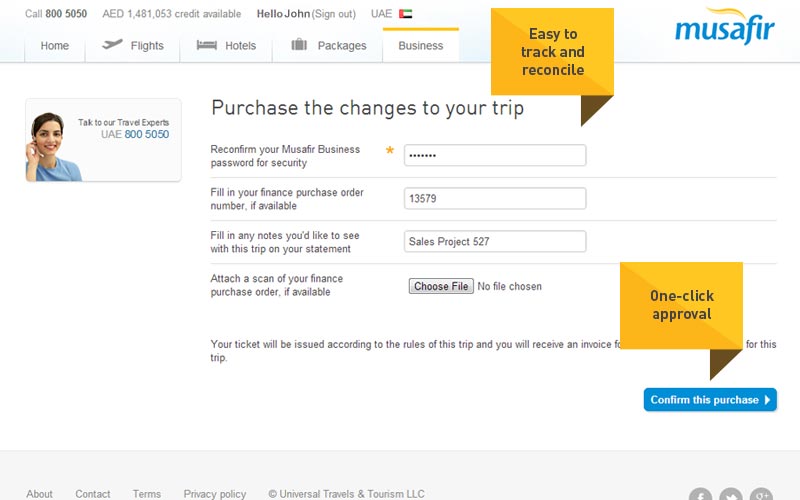 Call 800 5050 AED 1,481,053 credit available Hello John (Sign out) UAE
musafir
Home Flights Hotels Packages Business
Easy to
track and
reconcile
Talk to our Travel Experts
UAE 800 5050
Purchase the changes to your trip
Reconfirm your Musafir Business
password for security
*
•••••••
Fill in your finance purchase order
number, if available
13579
Fill in any notes you'd like to see
with this trip on your statement
Sales Project 527
Attach a scan of your finance
purchase order, if available
Choose File No file chosen
One-click
approval
Your ticket will be issued according to the rules of this trip and you will receive an invoice for this
trip.
Confirm this purchase
About Contact Terms Privacy policy © Universal Travels & Tourism LLC